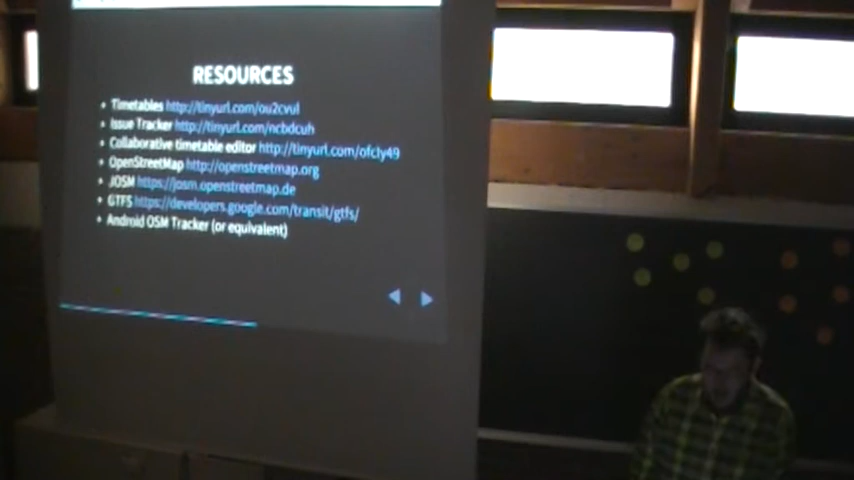 RESOURCES
Timetables http://tinyurl.com/ou2cvul
Issue Tracker http://tinyurl.com/ncbdcuh
Collaborative timetable editor http://tinyurl.com/ofcly49
OpenStreetMap http://openstreetmap.org
JOSM https://josm.openstreetmap.de
GTFS https://developers.google.com/transit/gtfs/
Android OSM Tracker (or equivalent)